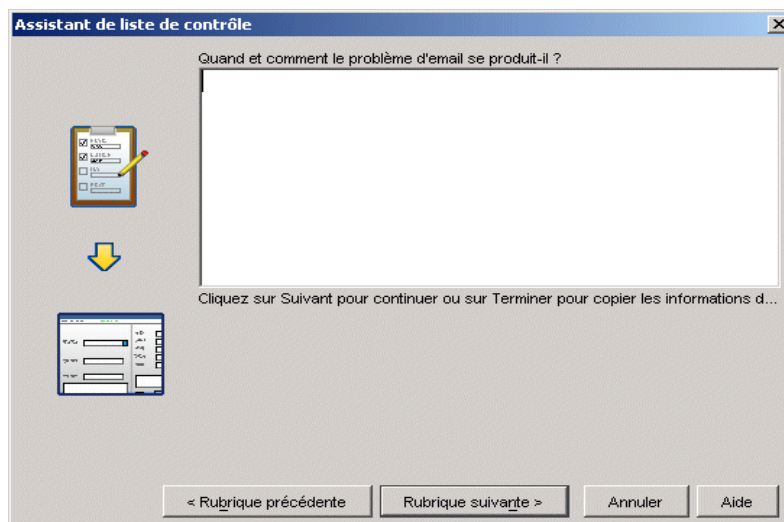 Assistant de liste de contrôle
Quand et comment le problème d'email se produit-il ?
Cliquez sur Suivant pour continuer ou sur Terminer pour copier les informations d...
< Rubrique précédente
Rubrique suivante >
Annuler
Aide